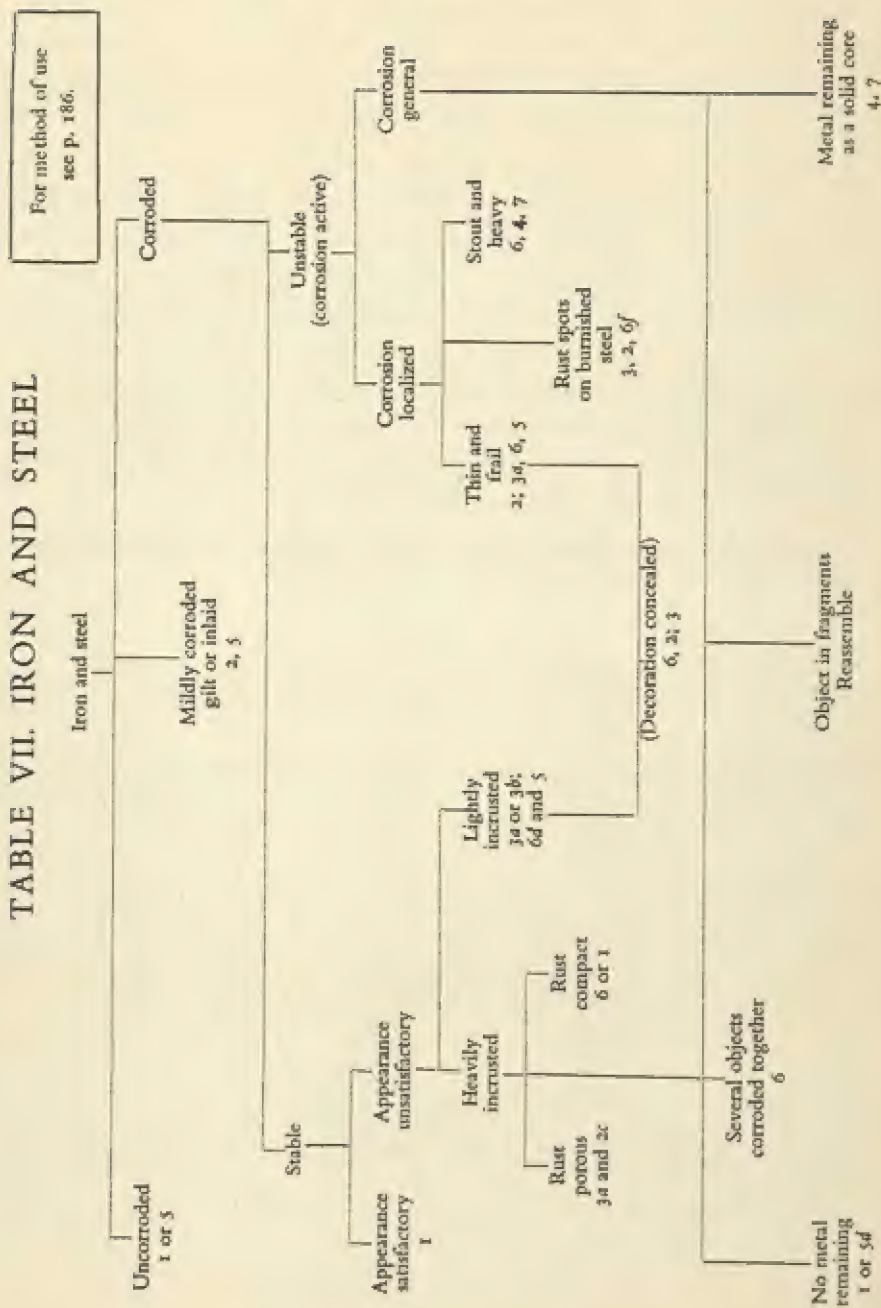 TABLE VII. IRON AND STEEL
For method of use
see p. 186.
Iron and steel
Uncorroded
1 or 5
Mildly corroded
gilt or inlaid
2, 5
Corroded
Stable
Unstable
(corrosion active)
Appearance
satisfactory
1
Appearance
unsatisfactory
Corrosion
localized
Corrosion
general
Heavily
incrusted
Lightly
incrusted
3a or 3b;
6d and 5
Thin and
frail
2; 3a, 6, 5
Stout and
heavy
6, 4, 7
Rust
porous
3a and 2c
Rust
compact
6 or 1
Rust spots
on burnished
steel
3, 2, 6f
(Decoration concealed)
6, 2; 3
Several objects
corroded together
6
No metal
remaining
1 or 5d
Object in fragments
Reassemble
Metal remaining
as a solid core
4, 7